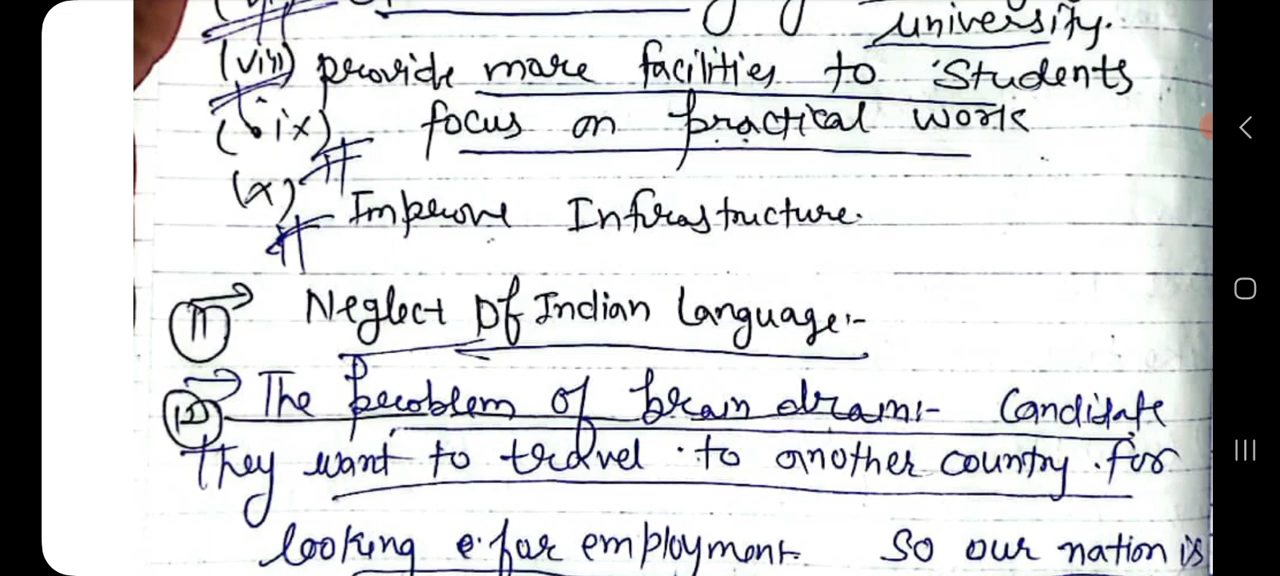 university.
(viii) provide more facilities to Students
(ix) focus on practical work
(x) Improve Infrastructure.
11 → Neglect Of Indian Language:-
12 → The problem of brain drain:- Candidate
They want to travel to another country for
looking for employment. So our nation is